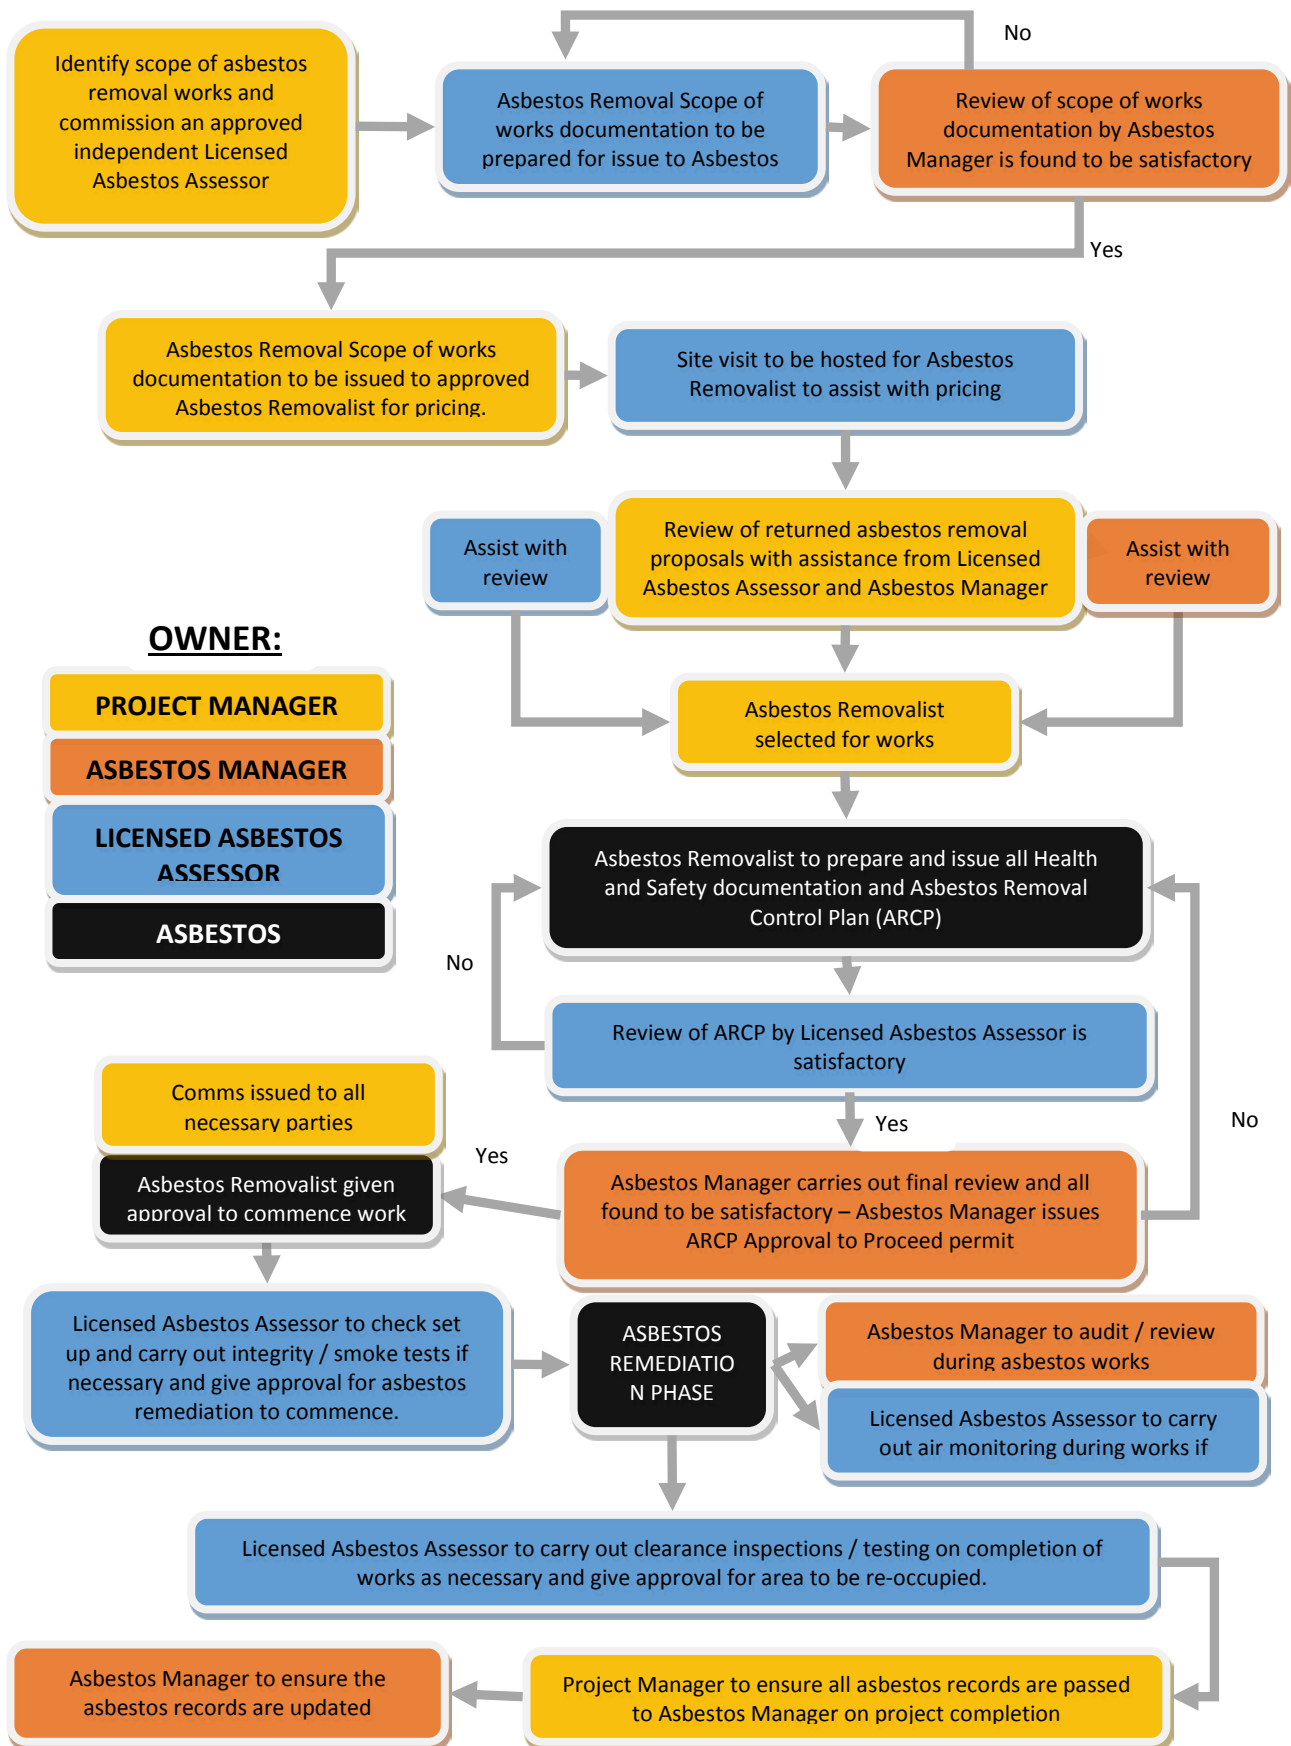 No
Identify scope of asbestos
removal works and
commission an approved
independent Licensed
Asbestos Assessor
Asbestos Removal Scope of
works documentation to be
prepared for issue to Asbestos
Review of scope of works
documentation by Asbestos
Manager is found to be satisfactory
Yes
Asbestos Removal Scope of works
documentation to be issued to approved
Asbestos Removalist for pricing.
Site visit to be hosted for Asbestos
Removalist to assist with pricing
Assist with
review
Review of returned asbestos removal
proposals with assistance from Licensed
Asbestos Assessor and Asbestos Manager
Assist with
review
OWNER:
PROJECT MANAGER
ASBESTOS MANAGER
LICENSED ASBESTOS
ASSESSOR
ASBESTOS
Asbestos Removalist
selected for works
Asbestos Removalist to prepare and issue all Health
and Safety documentation and Asbestos Removal
Control Plan (ARCP)
No
Review of ARCP by Licensed Asbestos Assessor is
satisfactory
Yes
No
Comms issued to all
necessary parties
Yes
Asbestos Removalist given
approval to commence work
Asbestos Manager carries out final review and all
found to be satisfactory – Asbestos Manager issues
ARCP Approval to Proceed permit
Licensed Asbestos Assessor to check set
up and carry out integrity / smoke tests if
necessary and give approval for asbestos
remediation to commence.
ASBESTOS
REMEDIATIO
N PHASE
Asbestos Manager to audit / review
during asbestos works
Licensed Asbestos Assessor to carry
out air monitoring during works if
Licensed Asbestos Assessor to carry out clearance inspections / testing on completion of
works as necessary and give approval for area to be re-occupied.
Asbestos Manager to ensure the
asbestos records are updated
Project Manager to ensure all asbestos records are passed
to Asbestos Manager on project completion